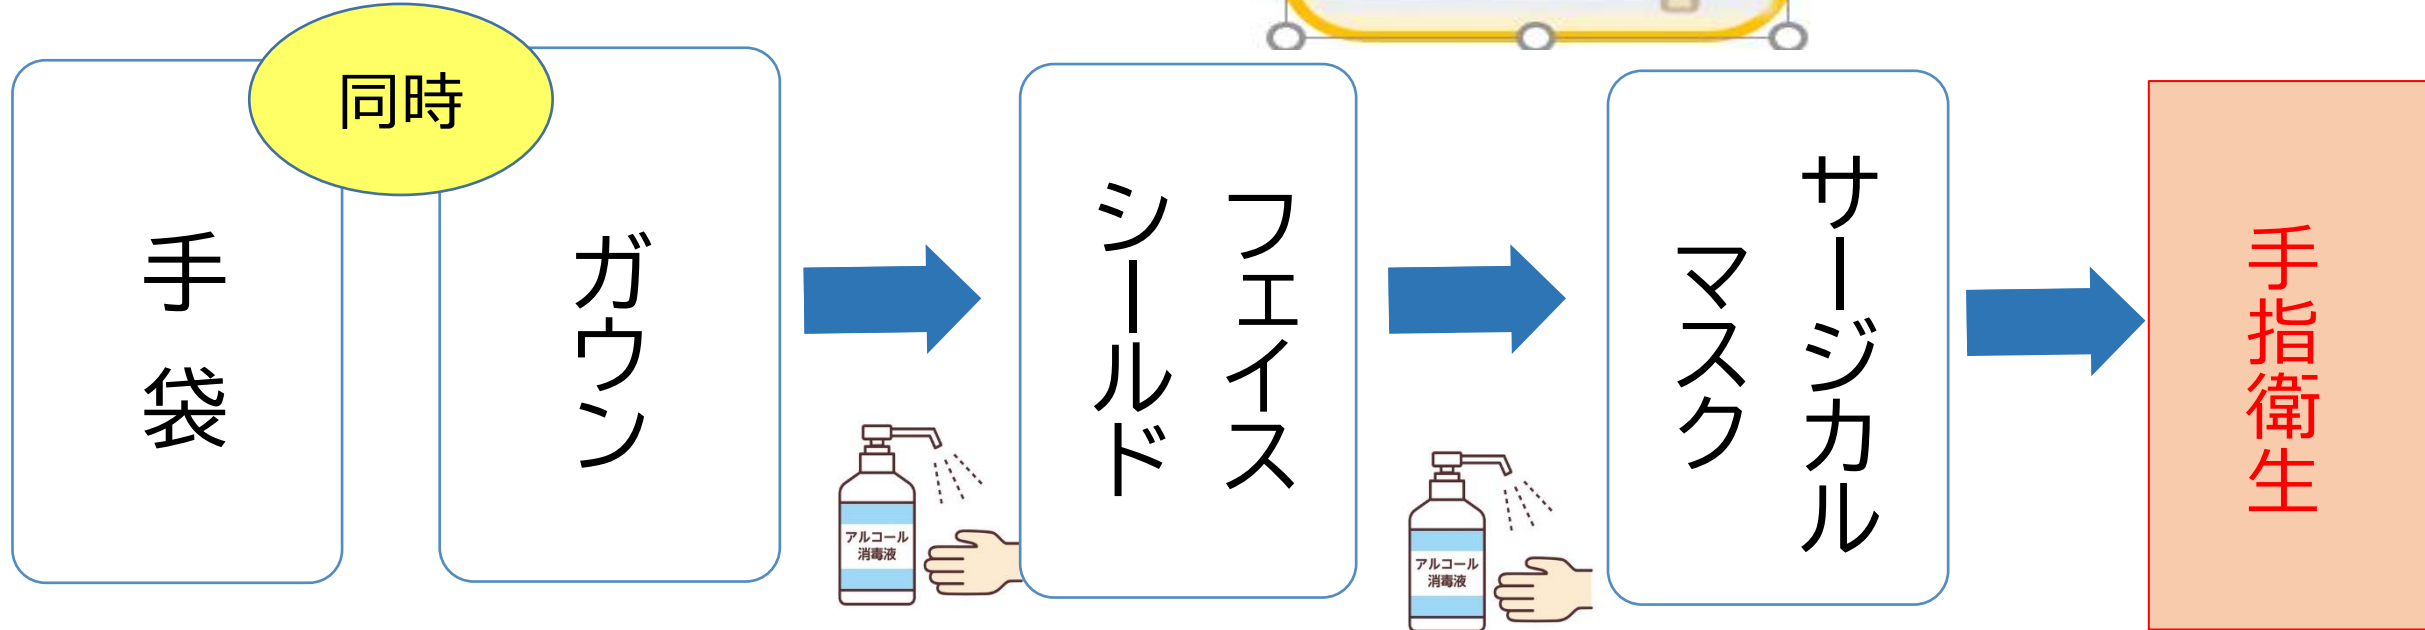 同時
手袋
ガウン
アルコール
消毒液
フェイス
シールド
アルコール
消毒液
サージカル
マスク
手指衛生